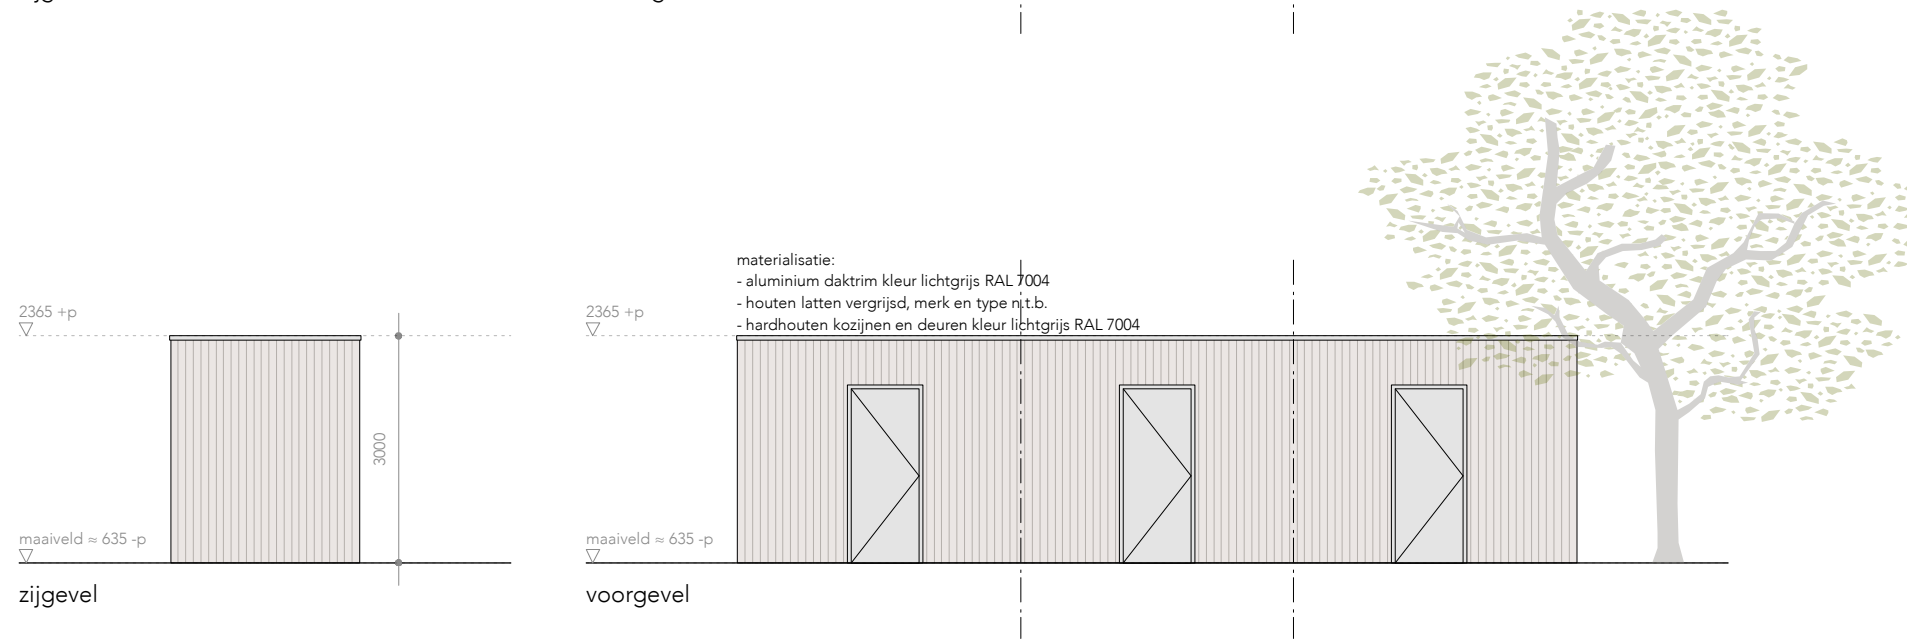 materialisatie:
- aluminium daktrim kleur lichtgrijs RAL 7004
- houten latten vergrijsd, merk en type n.t.b.
- hardhouten kozijnen en deuren kleur lichtgrijs RAL 7004
2365 +p
2365 +p
3000
maaiveld ≈ 635 -p
maaiveld ≈ 635 -p
zijgevel
voorgevel